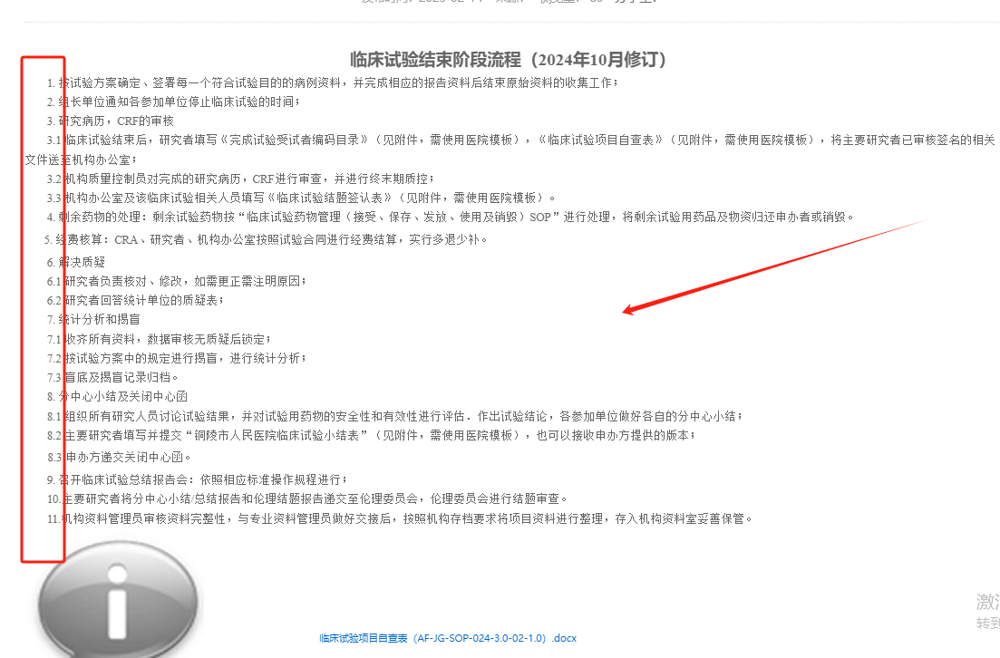 临床试验结束阶段流程（2024年10月修订）
1. 按试验方案确定、签署每一个符合试验目的的病例资料，并完成相应的报告资料后结束原始资料的收集工作；
2. 组长单位通知各参加单位停止临床试验的时间；
3. 研究病历，CRF的审核
3.1 临床试验结束后，研究者填写《完成试验受试者编码目录》（见附件，需使用医院模板），《临床试验项目自查表》（见附件，需使用医院模板），将主要研究者已审核签名的相关
文件送至机构办公室；
3.2 机构质量控制员对完成的研究病历，CRF进行审查，并进行终末期质控；
3.3 机构办公室及该临床试验相关人员填写《临床试验结题签认表》（见附件，需使用医院模板）。
4. 剩余药物的处理：剩余试验药物按“临床试验药物管理（接受、保存、发放、使用及销毁）SOP”进行处理，将剩余试验用药品及物资归还申办者或销毁。
5. 经费核算：CRA、研究者、机构办公室按照试验合同进行经费结算，实行多退少补。
6. 解决质疑
6.1 研究者负责核对、修改，如需更正需注明原因；
6.2 研究者回答统计单位的质疑表；
7. 统计分析和揭盲
7.1 收齐所有资料，数据审核无质疑后锁定；
7.2 按试验方案中的规定进行揭盲，进行统计分析；
7.3 盲底及揭盲记录归档。
8. 分中心小结及关闭中心函
8.1 组织所有研究人员讨论试验结果，并对试验用药物的安全性和有效性进行评估．作出试验结论，各参加单位做好各自的分中心小结；
8.2 主要研究者填写并提交“铜陵市人民医院临床试验小结表”（见附件，需使用医院模板），也可以接收申办方提供的版本；
8.3 申办方递交关闭中心函。
9. 召开临床试验总结报告会：依照相应标准操作规程进行；
10. 主要研究者将分中心小结/总结报告和伦理结题报告递交至伦理委员会，伦理委员会进行结题审查。
11. 机构资料管理员审核资料完整性，与专业资料管理员做好交接后，按照机构存档要求将项目资料进行整理，存入机构资料室妥善保管。
激
转到
临床试验项目自查表（AF-JG-SOP-024-3.0-02-1.0）.docx